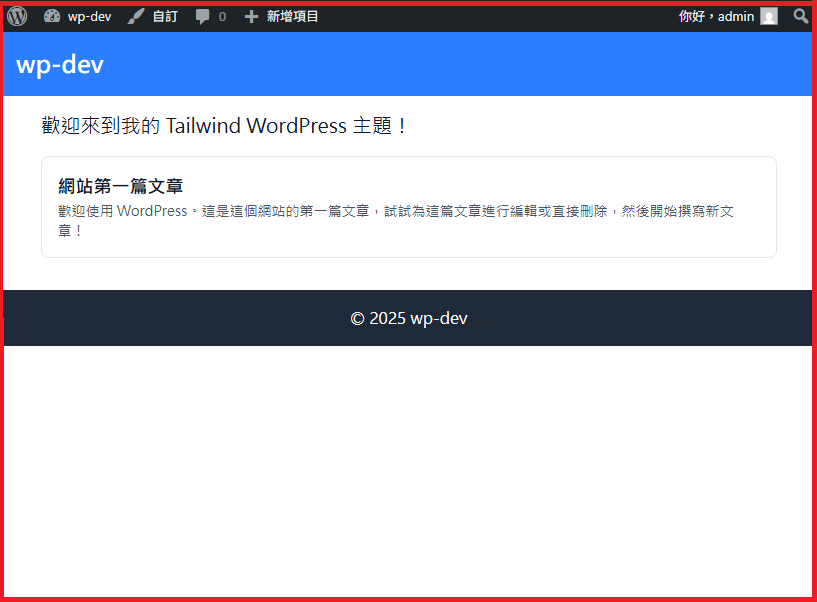 wp-dev 自訂 0 新增項目 你好，admin
wp-dev
歡迎來到我的 Tailwind WordPress 主題！
網站第一篇文章
歡迎使用 WordPress。這是這個網站的第一篇文章，試試為這篇文章進行編輯或直接刪除，然後開始撰寫新文
章！
© 2025 wp-dev